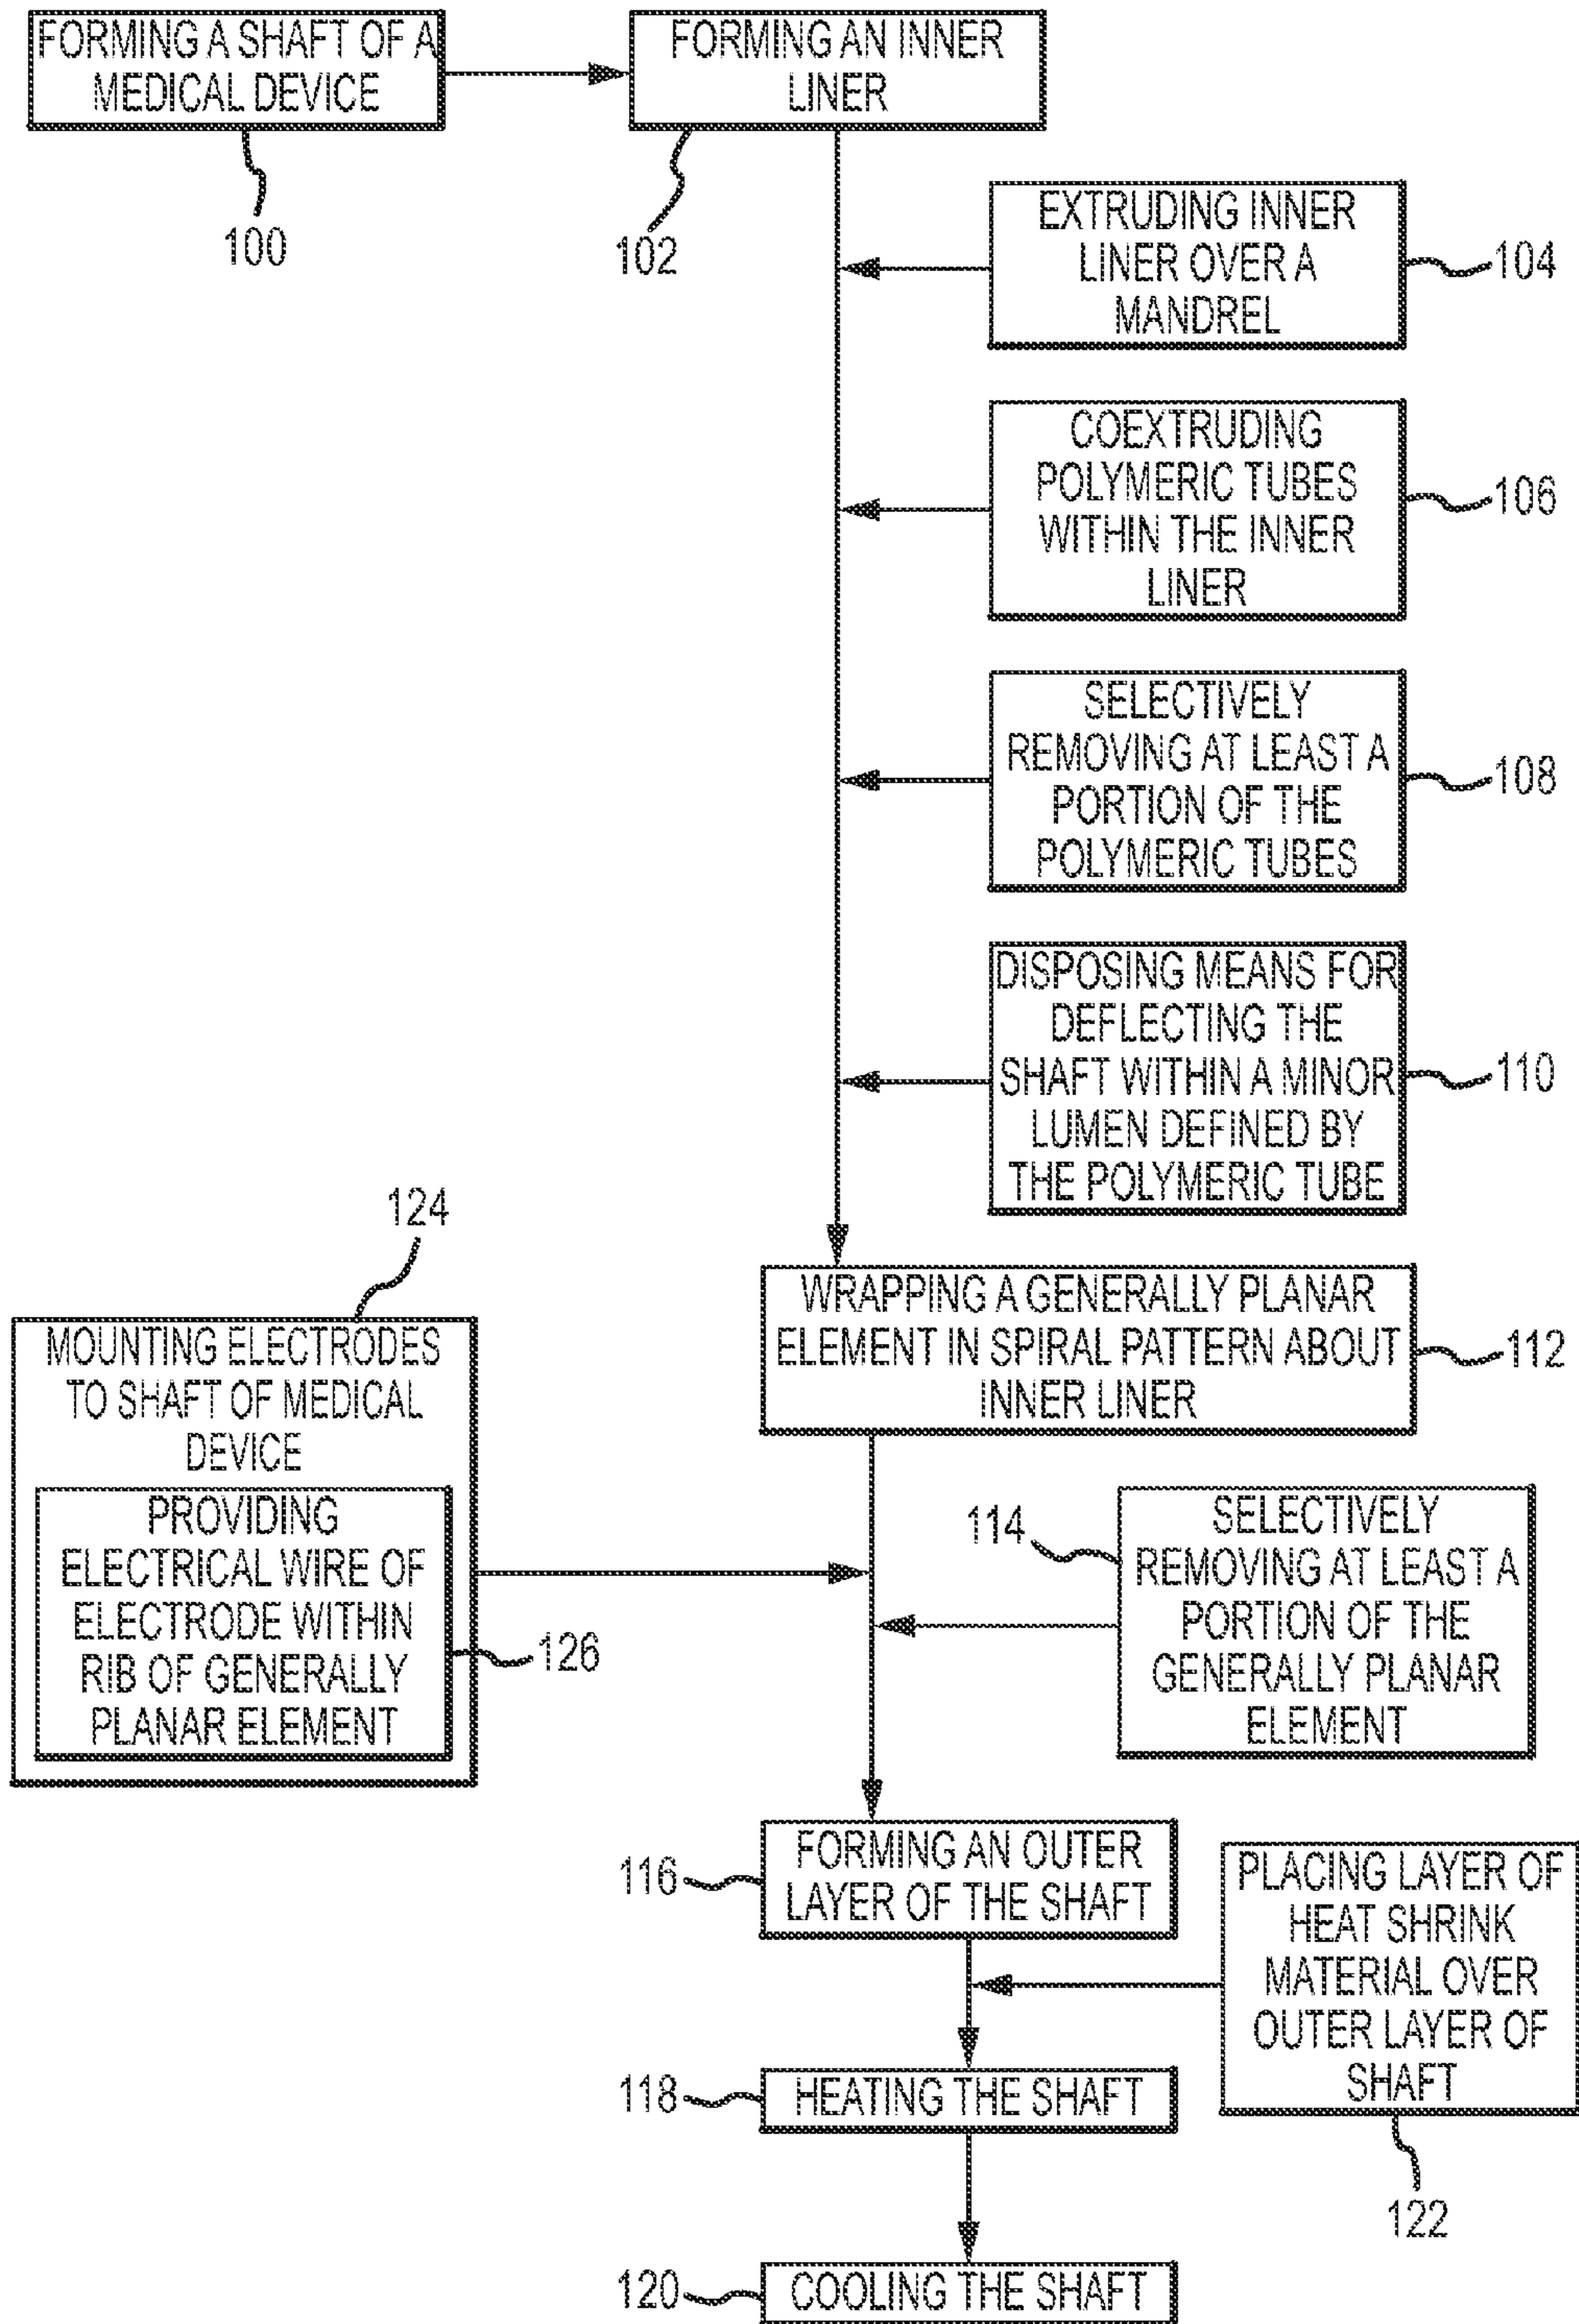 FORMING A SHAFT OF A
MEDICAL DEVICE
100
FORMING AN INNER
LINER
102
EXTRUDING INNER
LINER OVER A
MANDREL
104
COEXTRUDING
POLYMERIC TUBES
WITHIN THE INNER
LINER
106
SELECTIVELY
REMOVING AT LEAST A
PORTION OF THE
POLYMERIC TUBES
108
DISPOSING MEANS FOR
DEFLECTING THE
SHAFT WITHIN A MINOR
LUMEN DEFINED BY
THE POLYMERIC TUBE
110
WRAPPING A GENERALLY PLANAR
ELEMENT IN SPIRAL PATTERN ABOUT
INNER LINER
112
124
MOUNTING ELECTRODES
TO SHAFT OF MEDICAL
DEVICE
PROVIDING
ELECTRICAL WIRE OF
ELECTRODE WITHIN
RIB OF GENERALLY
PLANAR ELEMENT
126
114
SELECTIVELY
REMOVING AT LEAST A
PORTION OF THE
GENERALLY PLANAR
ELEMENT
116
FORMING AN OUTER
LAYER OF THE SHAFT
PLACING LAYER OF
HEAT SHRINK
MATERIAL OVER
OUTER LAYER OF
SHAFT
122
118
HEATING THE SHAFT
120
COOLING THE SHAFT